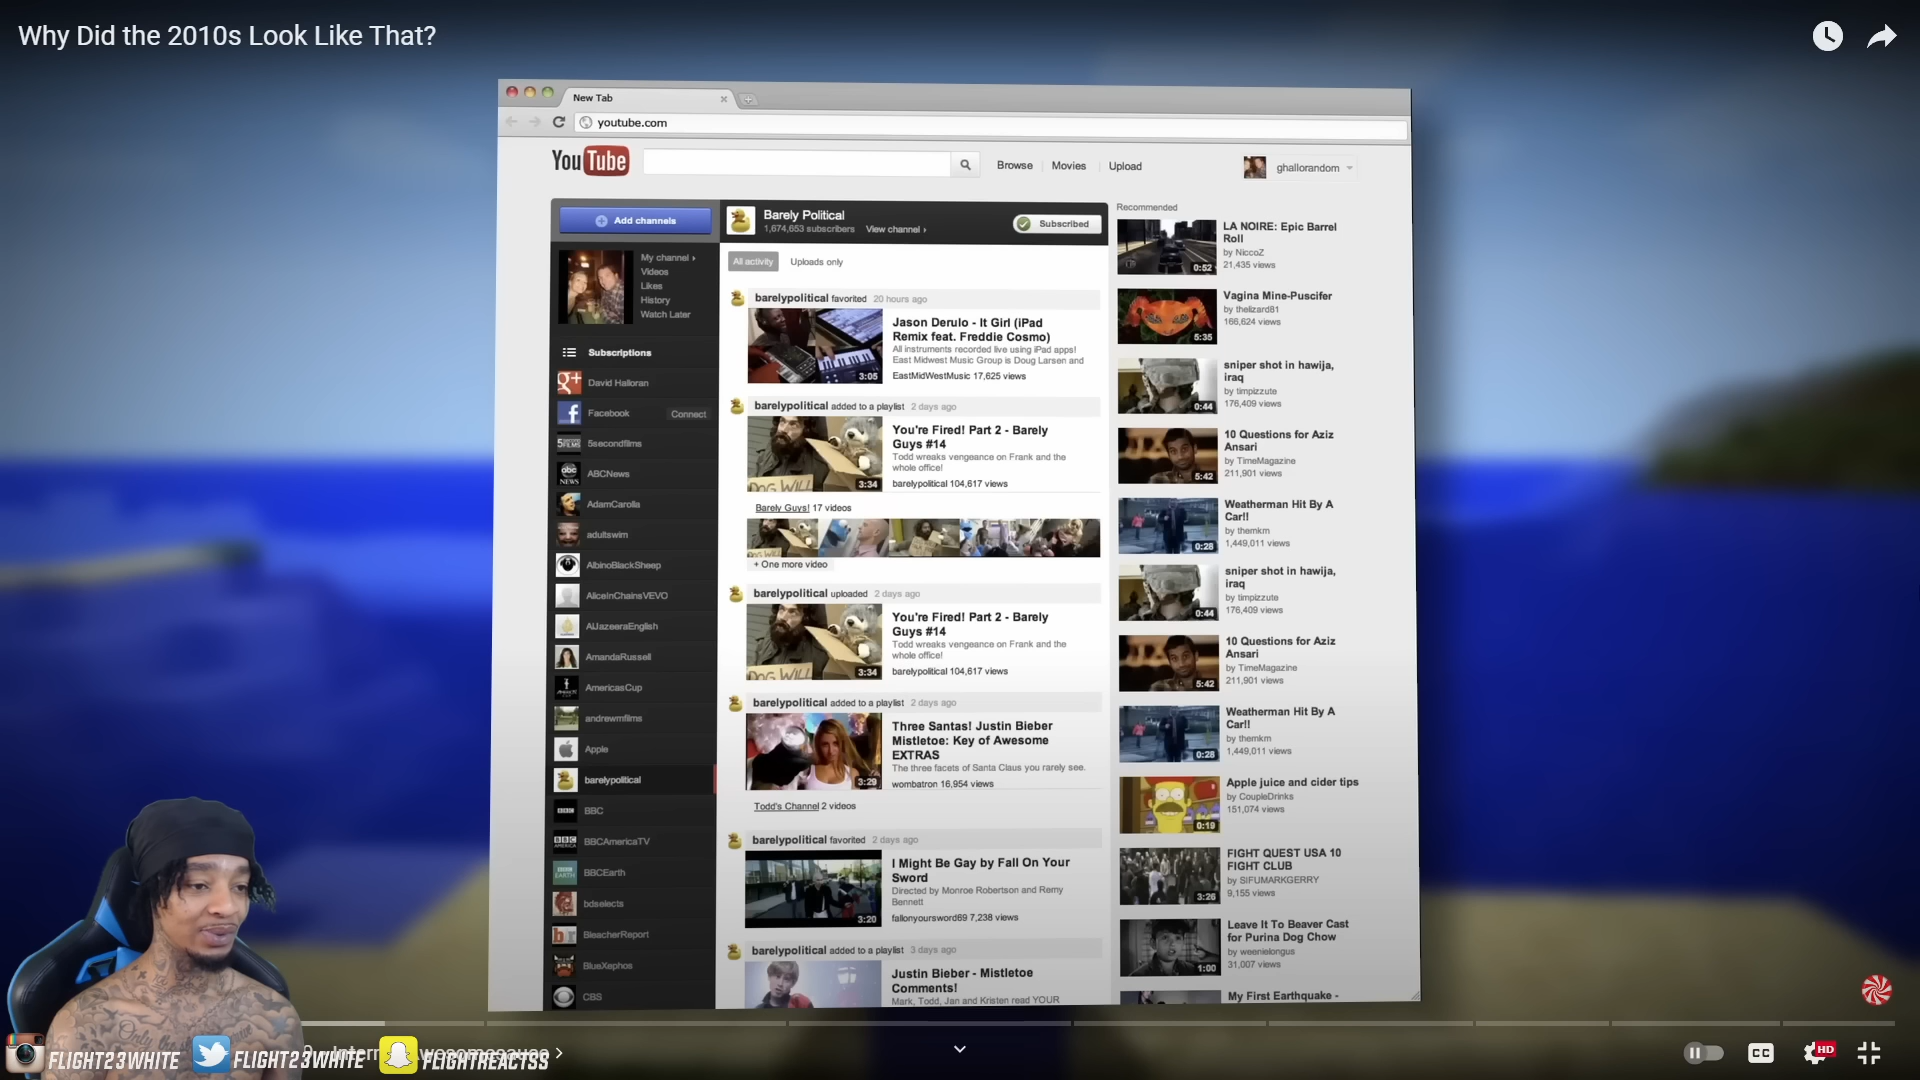 Why Did the 2010s Look Like That?
New Tab
youtube.com
YouTube
Browse
Movies
Upload
ghallorandom
Add channels
My channel ›
Videos
Likes
History
Watch Later
Subscriptions
g+ David Halloran
f Facebook Connect
5secondfilms
abc NEWS ABCNews
AdamCarolla
adultswim
AlbinoBlackSheep
AliceInChainsVEVO
AlJazeeraEnglish
AmandaRussell
AmericasCup
andrewmfilms
Apple
barelypolitical
BBC BBC
BBC AMERICA BBCAmericaTV
BBC EARTH BBCEarth
bdselects
br BleacherReport
BlueXephos
CBS
Barely Political
1,674,653 subscribers View channel ›
Subscribed
All activity Uploads only
barelypolitical favorited 20 hours ago
Jason Derulo - It Girl (iPad
Remix feat. Freddie Cosmo)
All instruments recorded live using iPad apps!
East Midwest Music Group is Doug Larsen and
EastMidWestMusic 17,625 views
3:05
barelypolitical added to a playlist 2 days ago
You're Fired! Part 2 - Barely
Guys #14
Todd wreaks vengeance on Frank and the
whole office!
barelypolitical 104,617 views
DOG WILL
3:34
Barely Guys! 17 videos
+ One more video
barelypolitical uploaded 2 days ago
You're Fired! Part 2 - Barely
Guys #14
Todd wreaks vengeance on Frank and the
whole office!
barelypolitical 104,617 views
DOG WILL
3:34
barelypolitical added to a playlist 2 days ago
Three Santas! Justin Bieber
Mistletoe: Key of Awesome
EXTRAS
The three facets of Santa Claus you rarely see.
wombatron 16,954 views
3:29
Todd's Channel 2 videos
barelypolitical favorited 2 days ago
I Might Be Gay by Fall On Your
Sword
Directed by Monroe Robertson and Remy
Bennett
fallonyoursword69 7,238 views
3:20
barelypolitical added to a playlist 3 days ago
Justin Bieber - Mistletoe
Comments!
Mark, Todd, Jan and Kristen read YOUR
Recommended
LA NOIRE: Epic Barrel
Roll
by NiccoZ
21,435 views
0:52
Vagina Mine-Puscifer
by thelizard81
166,624 views
5:35
sniper shot in hawija,
iraq
by timpizzute
176,409 views
0:44
10 Questions for Aziz
Ansari
by TimeMagazine
211,901 views
5:42
Weatherman Hit By A
Car!!
by themkm
1,449,011 views
0:28
sniper shot in hawija,
iraq
by timpizzute
176,409 views
0:44
10 Questions for Aziz
Ansari
by TimeMagazine
211,901 views
5:42
Weatherman Hit By A
Car!!
by themkm
1,449,011 views
0:28
Apple juice and cider tips
by CoupleDrinks
151,074 views
0:19
FIGHT QUEST USA 10
FIGHT CLUB
by SIFUMARKGERRY
9,155 views
3:26
Leave It To Beaver Cast
for Purina Dog Chow
by weenielongus
31,007 views
1:00
My First Earthquake -
FLIGHT23WHITE
FLIGHT23WHITE
FLIGHTREACTSS
CC
HD